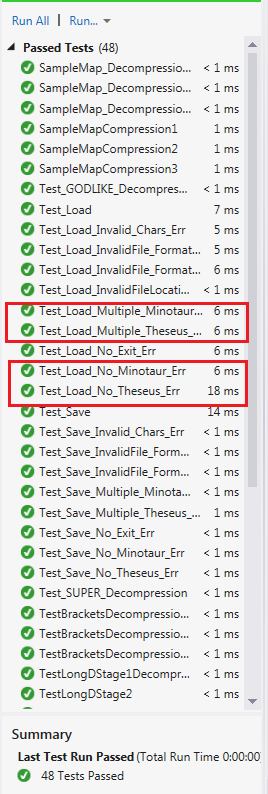 Run All | Run...
Passed Tests (48)
SampleMap_Decompressio... < 1 ms
SampleMap_Decompressio... < 1 ms
SampleMap_Decompressio... < 1 ms
SampleMapCompression1 < 1 ms
SampleMapCompression2 < 1 ms
SampleMapCompression3 < 1 ms
Test_GODLIKE_Decompres... < 1 ms
Test_Load 7 ms
Test_Load_Invalid_Chars_Err 5 ms
Test_Load_InvalidFile_Format... 5 ms
Test_Load_InvalidFile_Format... 6 ms
Test_Load_InvalidFileLocati... < 1 ms
Test_Load_Multiple_Minotaur... 6 ms
Test_Load_Multiple_Theseus_... 6 ms
Test_Load_No_Exit_Err 6 ms
Test_Load_No_Minotaur_Err 6 ms
Test_Load_No_Theseus_Err 18 ms
Test_Save 14 ms
Test_Save_Invalid_Chars_Err < 1 ms
Test_Save_InvalidFile_Form... < 1 ms
Test_Save_InvalidFile_Form... < 1 ms
Test_Save_Multiple_Minota... < 1 ms
Test_Save_Multiple_Theseus_... < 1 ms
Test_Save_No_Exit_Err < 1 ms
Test_Save_No_Minotaur_Err < 1 ms
Test_Save_No_Theseus_Err < 1 ms
Test_SUPER_Decompression < 1 ms
TestBracketsDecompressio... < 1 ms
TestBracketsDecompressio... < 1 ms
TestBracketsDecompressio... < 1 ms
TestLongDStage1Decompr... < 1 ms
TestLongDStage2 < 1 ms
Summary
Last Test Run Passed (Total Run Time 0:00:00)
48 Tests Passed